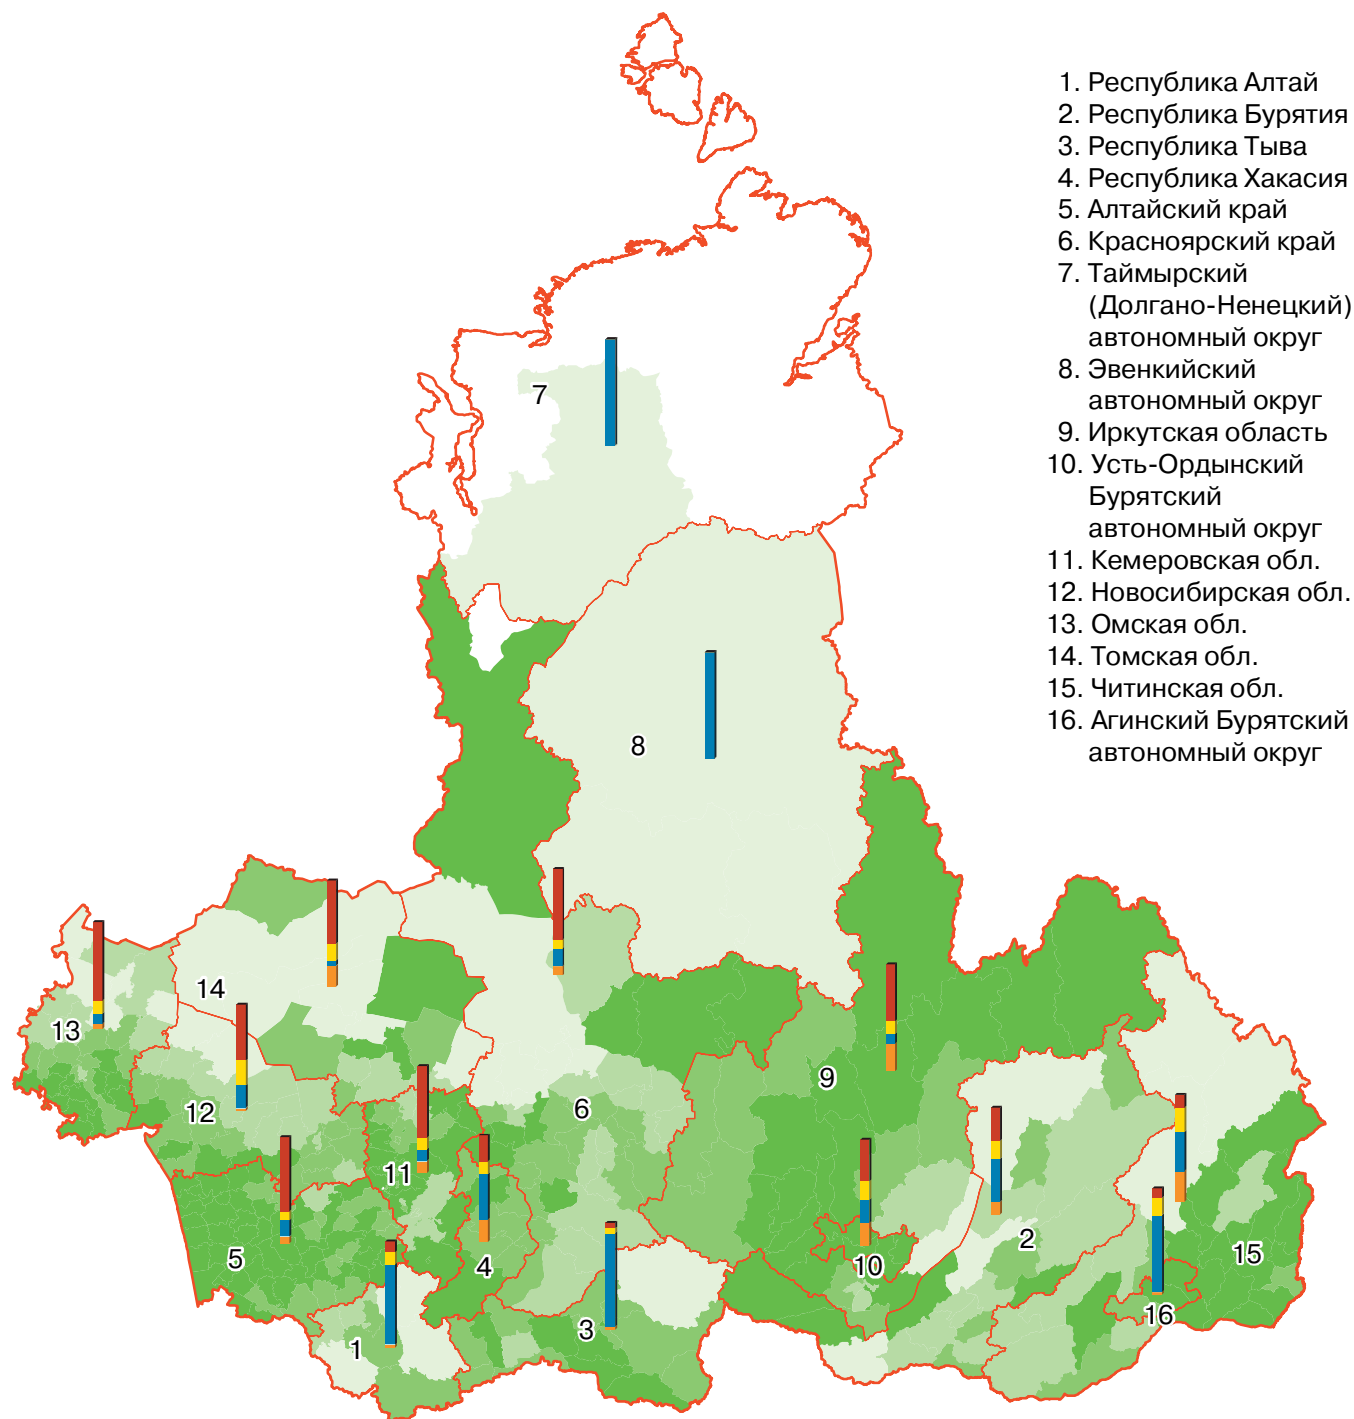 1. Республика Алтай
2. Республика Бурятия
3. Республика Тыва
4. Республика Хакасия
5. Алтайский край
6. Красноярский край
7. Таймырский
(Долгано-Ненецкий)
автономный округ
8. Эвенкийский
автономный округ
9. Иркутская область
10. Усть-Ордынский
Бурятский
автономный округ
11. Кемеровская обл.
12. Новосибирская обл.
13. Омская обл.
14. Томская обл.
15. Читинская обл.
16. Агинский Бурятский
автономный округ
7
8
14
13
9
12
6
11
2
15
5
4
10
16
3
1